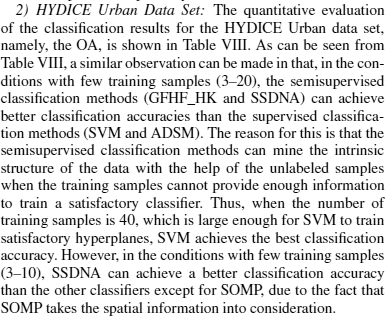 2) HYDICE Urban Data Set: The quantitative evaluation
of the classification results for the HYDICE Urban data set,
namely, the OA, is shown in Table VIII. As can be seen from
Table VIII, a similar observation can be made in that, in the con-
ditions with few training samples (3–20), the semisupervised
classification methods (GFHF_HK and SSDNA) can achieve
better classification accuracies than the supervised classifica-
tion methods (SVM and ADSM). The reason for this is that the
semisupervised classification methods can mine the intrinsic
structure of the data with the help of the unlabeled samples
when the training samples cannot provide enough information
to train a satisfactory classifier. Thus, when the number of
training samples is 40, which is large enough for SVM to train
satisfactory hyperplanes, SVM achieves the best classification
accuracy. However, in the conditions with few training samples
(3–10), SSDNA can achieve a better classification accuracy
than the other classifiers except for SOMP, due to the fact that
SOMP takes the spatial information into consideration.